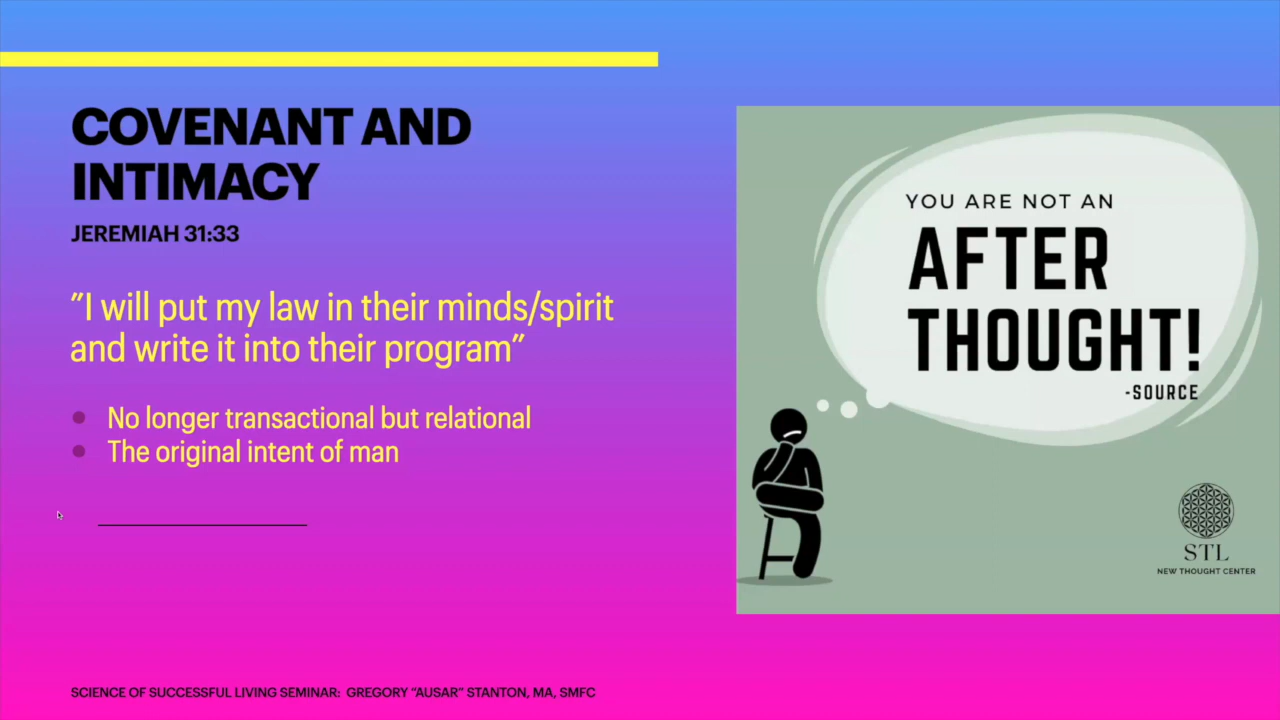 COVENANT AND
INTIMACY
JEREMIAH 31:33
”I will put my law in their minds/spirit
and write it into their program”
No longer transactional but relational
The original intent of man
YOU ARE NOT AN
AFTER
THOUGHT!
-SOURCE
STL
NEW THOUGHT CENTER
SCIENCE OF SUCCESSFUL LIVING SEMINAR: GREGORY “AUSAR” STANTON, MA, SMFC